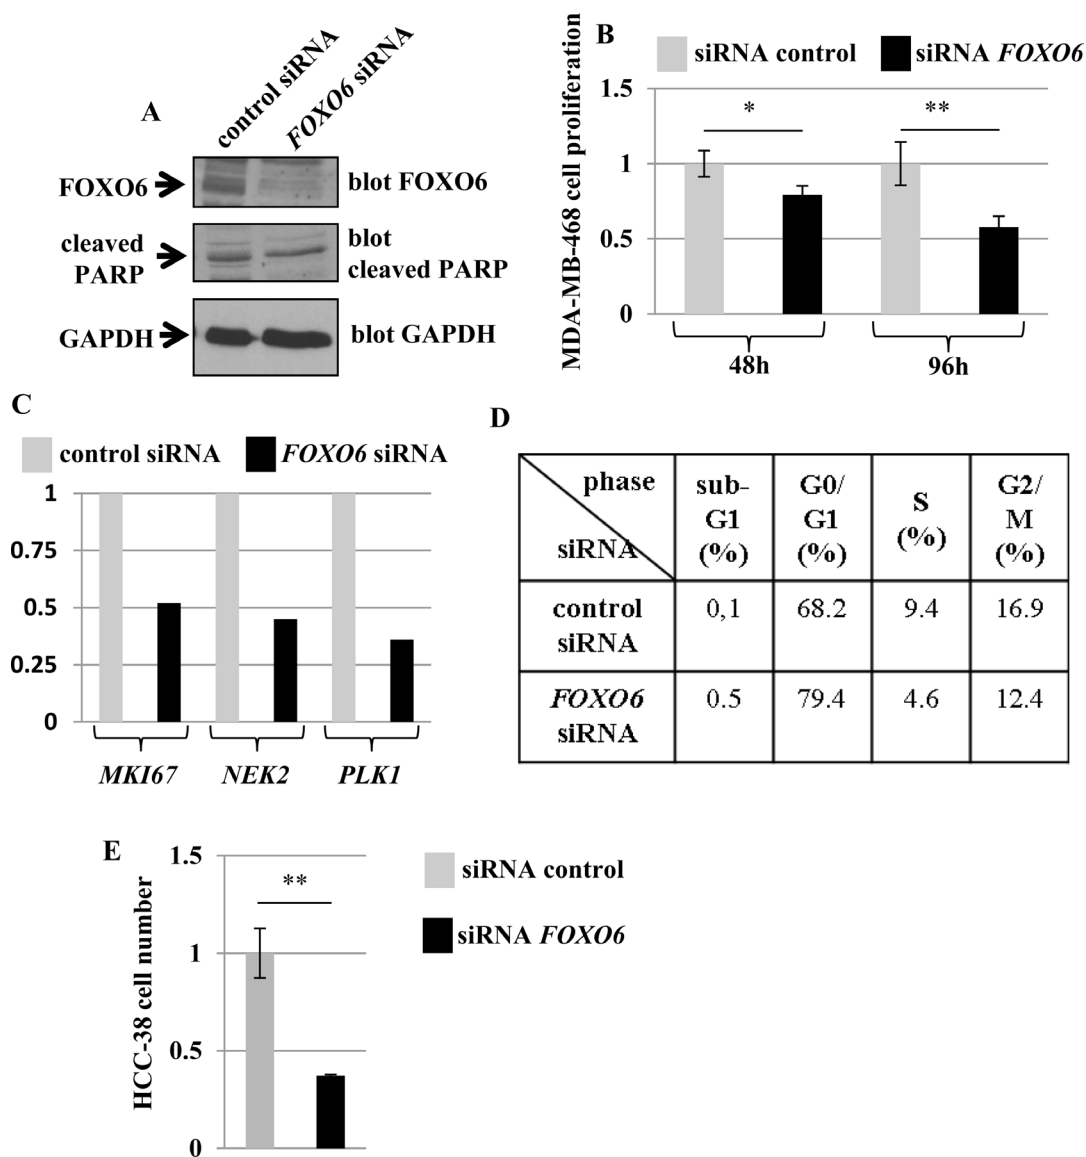 A
control siRNA
FOXO6 siRNA
FOXO6
blot FOXO6
cleaved
PARP
blot
cleaved PARP
GAPDH
blot GAPDH
B
siRNA control
siRNA FOXO6
MDA-MB-468 cell proliferation
1.5
1
0.5
0
*
**
48h
96h
C
control siRNA
FOXO6 siRNA
1
0.75
0.5
0.25
0
MKI67
NEK2
PLK1
D
phase
siRNA
sub-
G1
(%)
G0/
G1
(%)
S
(%)
G2/
M
(%)
control
siRNA
0,1
68.2
9.4
16.9
FOXO6
siRNA
0.5
79.4
4.6
12.4
E
HCC-38 cell number
1.5
1
0.5
0
**
siRNA control
siRNA FOXO6